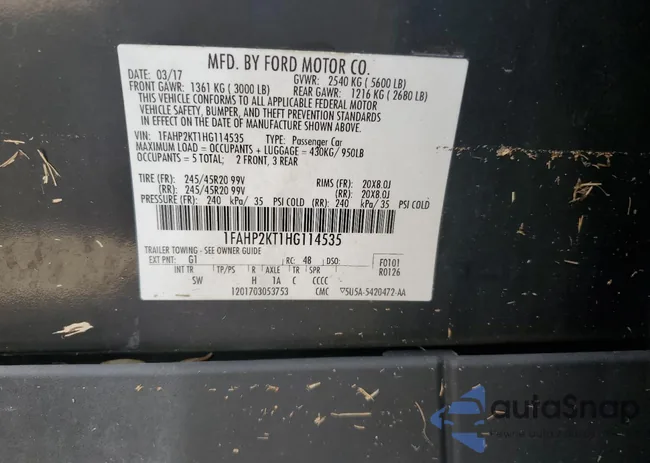 MFD. BY FORD MOTOR CO.
DATE: 03/17 GVWR: 2540 KG ( 5600 LB)
FRONT GAWR: 1361 KG ( 3000 LB) REAR GAWR: 1216 KG ( 2680 LB)
THIS VEHICLE CONFORMS TO ALL APPLICABLE FEDERAL MOTOR
VEHICLE SAFETY, BUMPER, AND THEFT PREVENTION STANDARDS
IN EFFECT ON THE DATE OF MANUFACTURE SHOWN ABOVE.
VIN: 1FAHP2KT1HG114535 TYPE: Passenger Car
MAXIMUM LOAD = OCCUPANTS + LUGGAGE = 430KG/950LB
OCCUPANTS = 5 TOTAL; 2 FRONT, 3 REAR
TIRE (FR): 245/45R20 99V RIMS (FR): 20X8.0J
(RR): 245/45R20 99V (RR): 20X8.0J
PRESSURE (FR): 240 kPa/ 35 PSI COLD (RR): 240 kPa/ 35 PSI COLD
1FAHP2KT1HG114535
TRAILER TOWING - SEE OWNER GUIDE
EXT PNT: G1 RC: 48 DSO: F0101
R0126
INT TR TP/PS R AXLE TR SPR
SW H 1A C CCCC
1201703053753 CMC 5U5A-5420472-AA
autoSnap